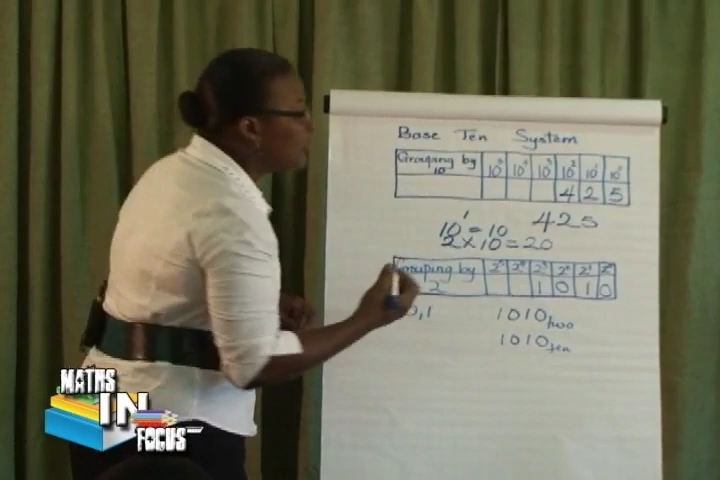 Base Ten System
Grouping by 10 10⁵ 10⁴ 10³ 10² 10¹ 10⁰
4 2 5
10¹ = 10 425
2 × 10 = 20
Grouping by 2⁵ 2⁴ 2³ 2² 2¹ 2⁰
2 1 0 1 0
0,1 1010two
1010ten
MATHS
IN
FOCUS